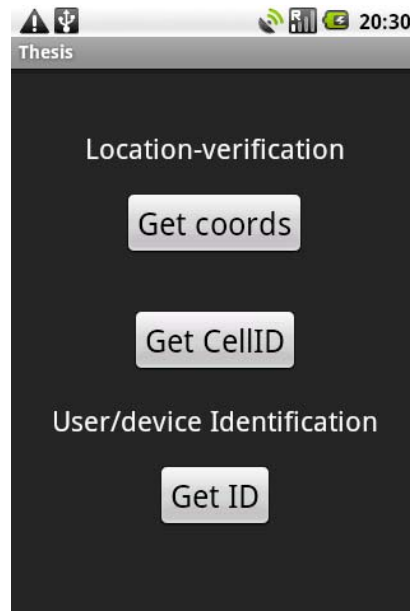 20:30
Thesis
Location-verification
Get coords
Get CellID
User/device Identification
Get ID